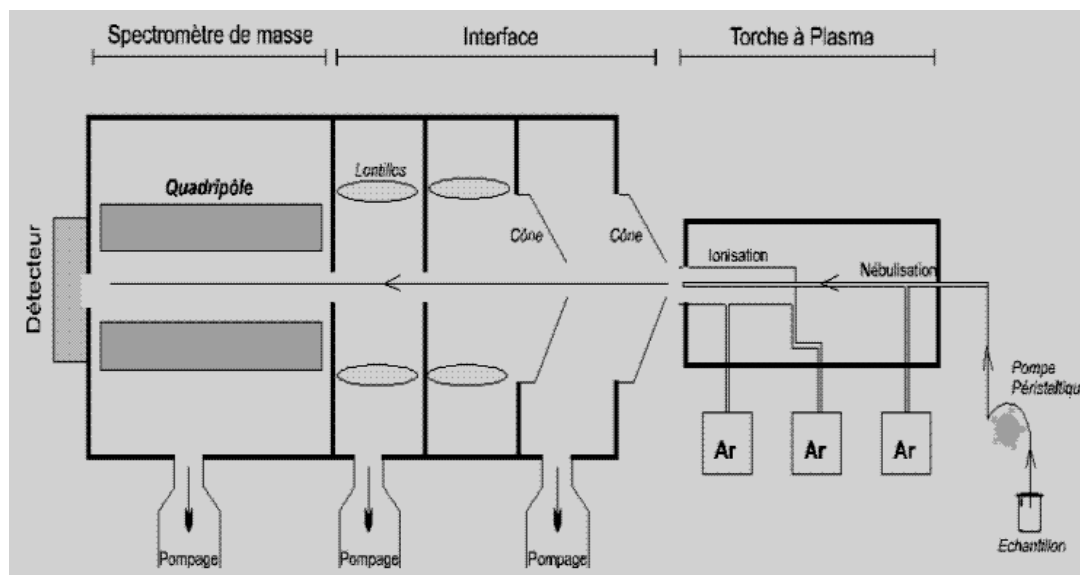 Spectromètre de masse
Interface
Torche à Plasma
Quadripôle
Lentilles
Cône
Cône
Ionisation
Nébulisation
Détecteur
Pompe
Péristaltique
Ar
Ar
Ar
Pompage
Pompage
Pompage
Echantillon